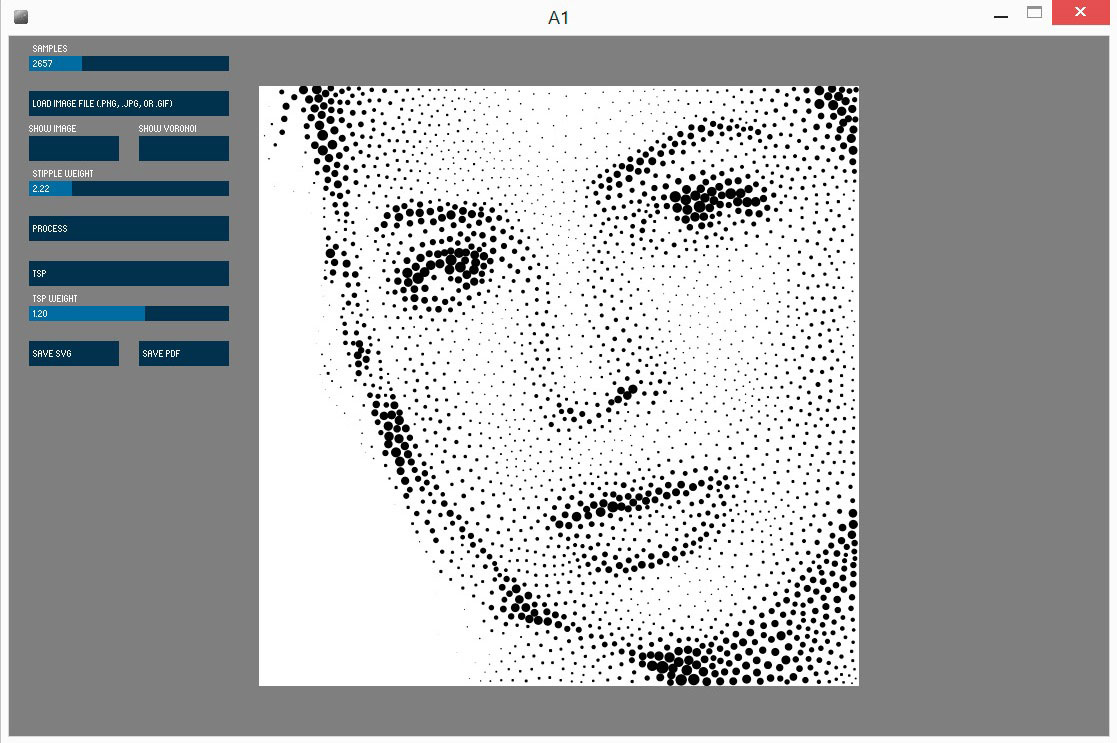 A1
SAMPLES
2657
LOAD IMAGE FILE (.PNG, .JPG, OR .GIF)
SHOW IMAGE SHOW VORONOI
STIPPLE WEIGHT
2.22
PROCESS
TSP
TSP WEIGHT
1.20
SAVE SVG SAVE PDF